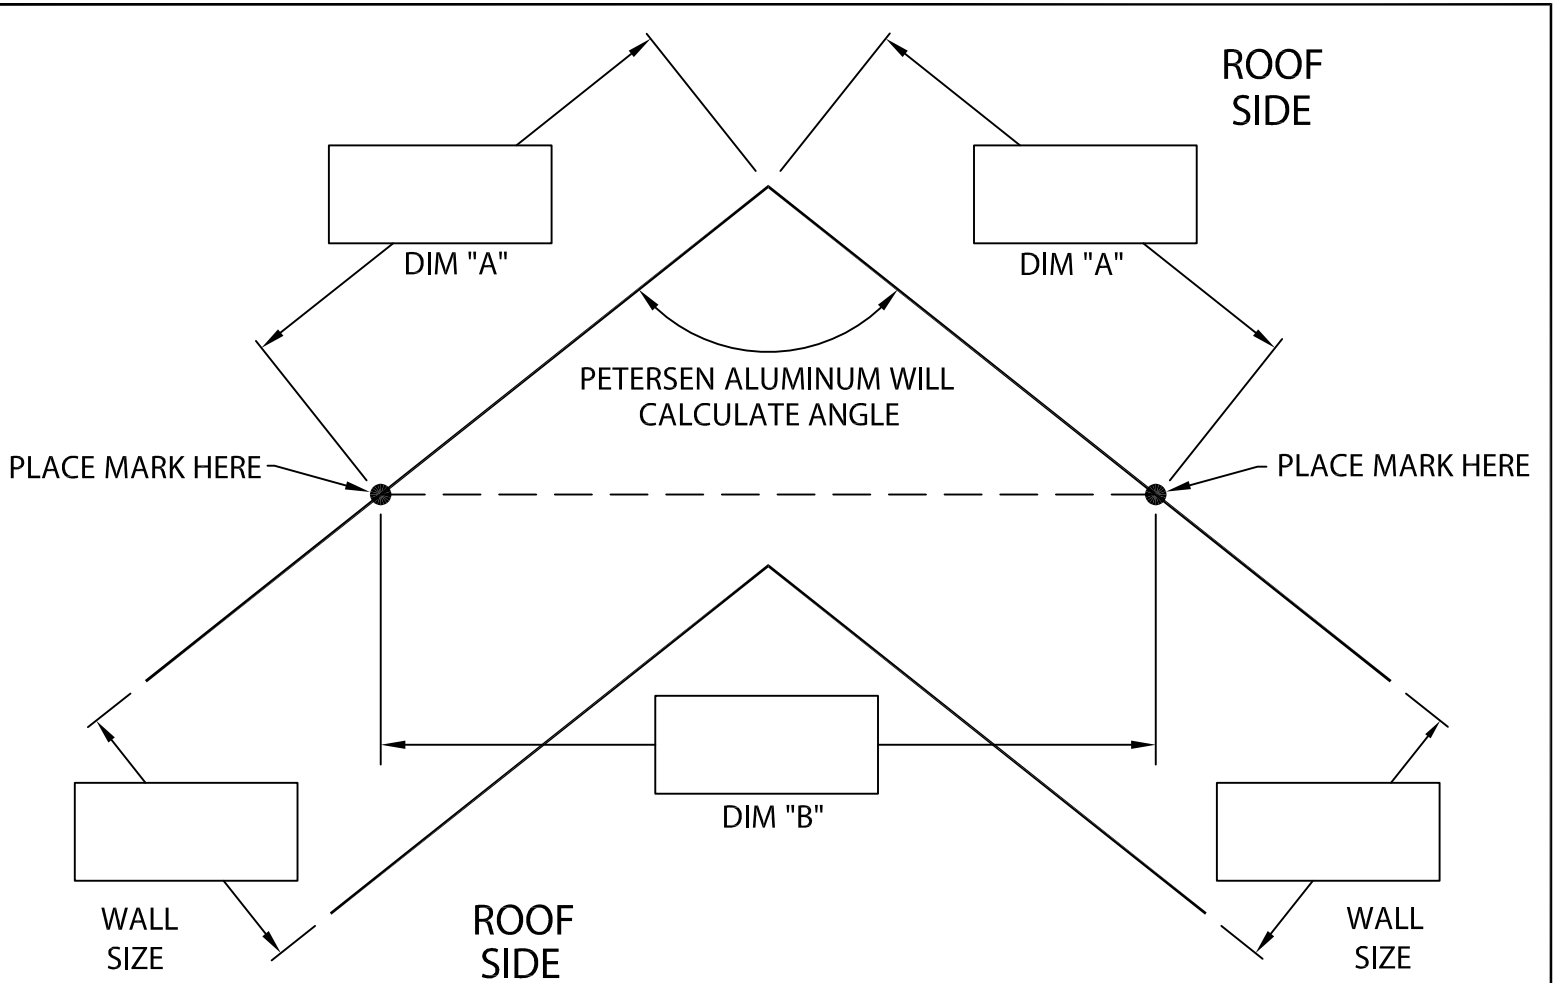 ROOF
SIDE
DIM "A"
DIM "A"
PETERSEN ALUMINUM WILL
CALCULATE ANGLE
PLACE MARK HERE
PLACE MARK HERE
DIM "B"
WALL
SIZE
ROOF
SIDE
WALL
SIZE